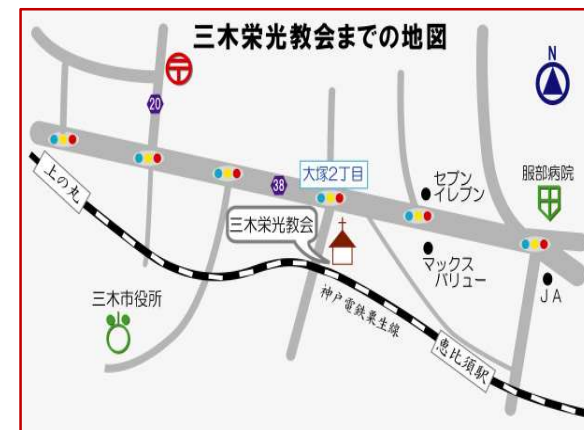 三木栄光教会までの地図
N
20
上の丸
38
大塚2丁目
セブン
イレブン
服部病院
三木栄光教会
マックス
バリュー
JA
三木市役所
神戸電鉄粟生線
恵比須駅